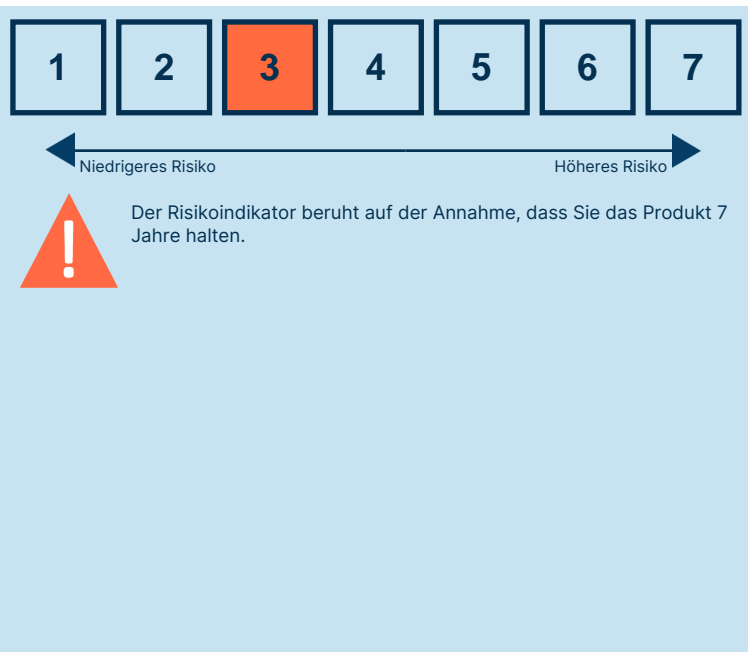 1 2 3 4 5 6 7
Niedrigeres Risiko Höheres Risiko
!
Der Risikoindikator beruht auf der Annahme, dass Sie das Produkt 7
Jahre halten.